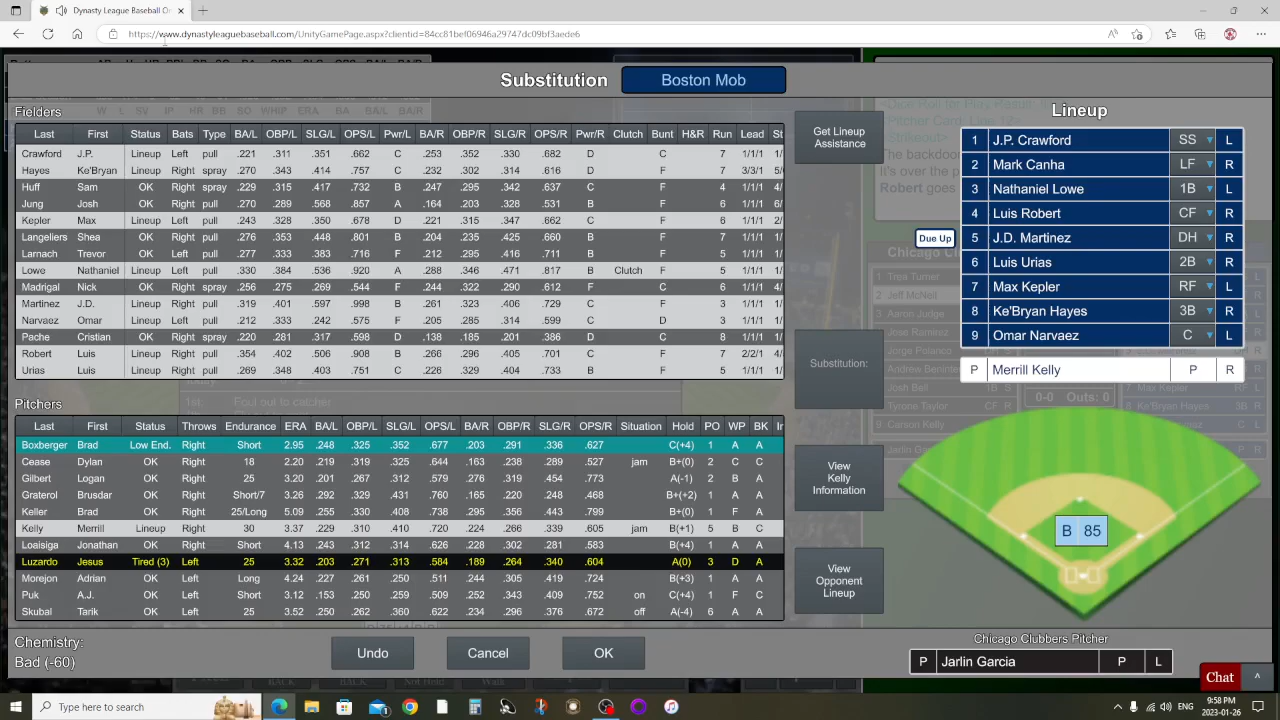 Dynasty League Baseball Or
https://www.dynastyleaguebaseball.com/UnityGamePage.aspx?clientid=84cc81bef06946a29747dc09bf3aede6
Substitution Boston Mob
Fielders
Last First Status Bats Type BA/L OBP/L SLG/L OPS/L Pwr/L BA/R OBP/R SLG/R OPS/R Pwr/R Clutch Bunt H&R Run Lead St
Crawford J.P. Lineup Left pull .221 .311 .351 .662 C .253 .352 .330 .682 D C 7 1/1/1
Hayes Ke'Bryan Lineup Right spray .270 .343 .414 .757 C .232 .302 .314 .616 D F 7 3/3/1 5/
Huff Sam OK Right spray .229 .315 .417 .732 B .247 .295 .342 .637 C F 4 1/1/1
Jung Josh OK Right spray .270 .289 .568 .857 A .164 .203 .328 .531 B F 6 1/1/1 6/
Kepler Max Lineup Left pull .243 .328 .350 .678 D .221 .315 .347 .662 C F 6 1/1/1
Langeliers Shea OK Right pull .276 .353 .448 .801 B .204 .235 .425 .660 B F 7 1/1/1
Larnach Trevor OK Left pull .277 .333 .383 .716 F .212 .295 .416 .711 B F 5 1/1/1
Lowe Nathaniel Lineup Left pull .330 .384 .536 .920 A .288 .346 .471 .817 B Clutch F 5 1/1/1
Madrigal Nick OK Right spray .256 .275 .269 .544 F .244 .322 .290 .612 F C 6 1/1/1 4/
Martinez J.D. Lineup Right pull .319 .401 .597 .998 B .261 .323 .406 .729 C F 3 1/1/1
Narvaez Omar Lineup Left pull .212 .333 .242 .575 F .205 .285 .314 .599 C D 3 1/1/1
Pache Cristian OK Right spray .220 .281 .317 .598 D .138 .185 .201 .386 D C 8 1/1/1
Robert Luis Lineup Right pull .354 .402 .506 .908 B .266 .296 .405 .701 C F 7 2/2/1 4/
Urias Luis Lineup Right pull .269 .348 .403 .751 C .226 .329 .404 .733 B F 5 1/1/1
Pitchers
Last First Status Throws Endurance ERA BA/L OBP/L SLG/L OPS/L BA/R OBP/R SLG/R OPS/R Situation Hold PO WP BK In
Boxberger Brad Low End. Right Short 2.95 .248 .325 .352 .677 .203 .291 .336 .627 C(+4) 1 A A
Cease Dylan OK Right 18 2.20 .219 .319 .325 .644 .163 .238 .289 .527 jam B+(0) 2 C C
Gilbert Logan OK Right 25 3.20 .201 .267 .312 .579 .276 .319 .454 .773 A(-1) 2 B A
Graterol Brusdar OK Right Short/7 3.26 .292 .329 .431 .760 .165 .220 .248 .468 B+(+2) 1 A A
Keller Brad OK Right 25/Long 5.09 .255 .330 .408 .738 .295 .356 .443 .799 B+(0) 1 F A
Kelly Merrill Lineup Right 30 3.37 .229 .310 .410 .720 .224 .266 .339 .605 jam B(+1) 5 B C
Loaisiga Jonathan OK Right Short 4.13 .243 .312 .314 .626 .228 .302 .281 .583 B(+4) 1 A A
Luzardo Jesus Tired (3) Left 25 3.32 .203 .271 .313 .584 .189 .264 .340 .604 A(0) 3 D A
Morejon Adrian OK Left Long 4.24 .227 .261 .250 .511 .244 .305 .419 .724 B(+3) 1 A A
Puk A.J. OK Left Short 3.12 .153 .250 .259 .509 .252 .343 .409 .752 on C(+4) 1 F C
Skubal Tarik OK Left 25 3.52 .250 .262 .360 .622 .234 .296 .376 .672 off A(-4) 6 A A
Chemistry:
Bad (-60)
Undo Cancel OK
Get Lineup
Assistance
Substitution:
View
Kelly
Information
View
Opponent
Lineup
Lineup
1 J.P. Crawford SS L
2 Mark Canha LF R
3 Nathaniel Lowe 1B L
4 Luis Robert CF R
Due Up 5 J.D. Martinez DH R
6 Luis Urias 2B R
7 Max Kepler RF L
8 Ke'Bryan Hayes 3B R
9 Omar Narvaez C L
P Merrill Kelly P R
B 85
Chicago Clubbers Pitcher
P Jarlin Garcia P L
Chat ^
Type here to search
ENG
9:58 PM
2023-01-26